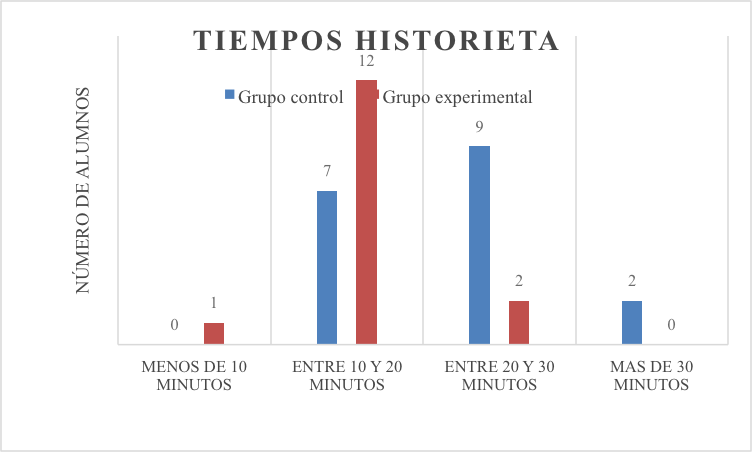 TIEMPOS HISTORIETA
12
Grupo control Grupo experimental
9
7
2
2
1
0
0
NÚMERO DE ALUMNOS
MENOS DE 10
MINUTOS
ENTRE 10 Y 20
MINUTOS
ENTRE 20 Y 30
MINUTOS
MAS DE 30
MINUTOS